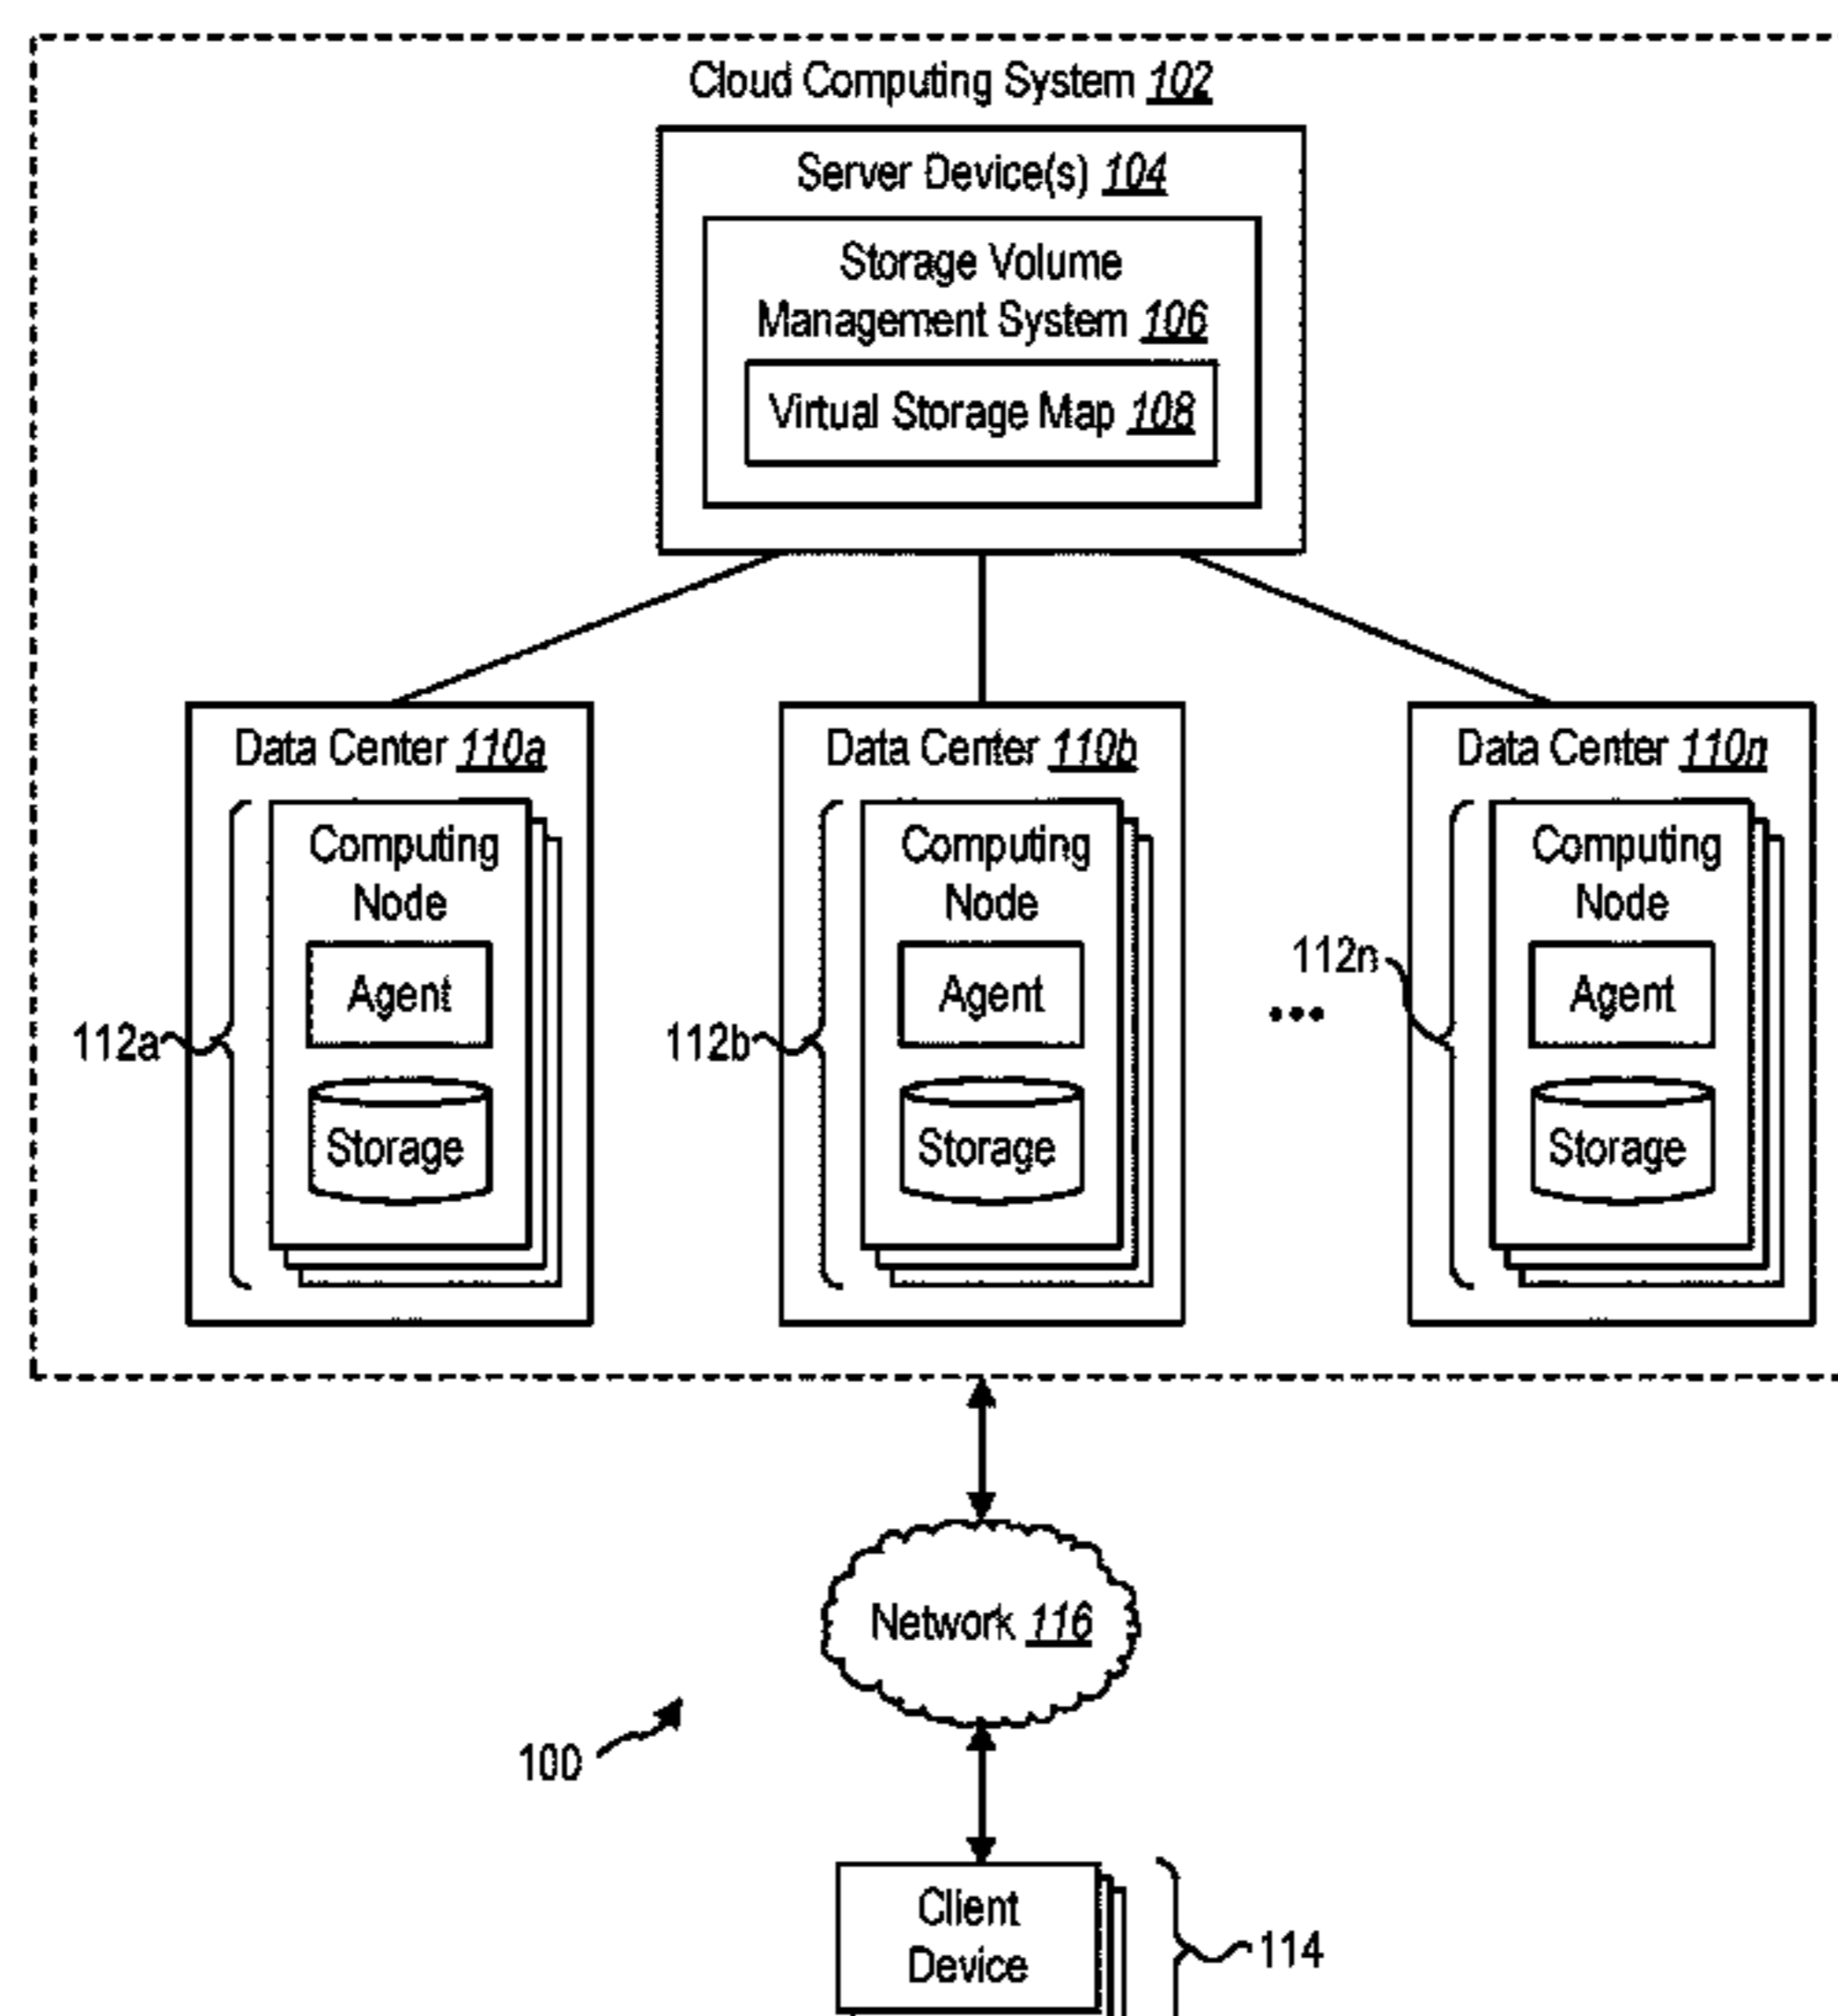 Cloud Computing System 102
Server Device(s) 104
Storage Volume
Management System 106
Virtual Storage Map 108
Data Center 110a
Computing
Node
Agent
Storage
112a
Data Center 110b
Computing
Node
Agent
Storage
112b
•••
Data Center 110n
Computing
Node
Agent
Storage
112n
Network 116
100
Client
Device
114